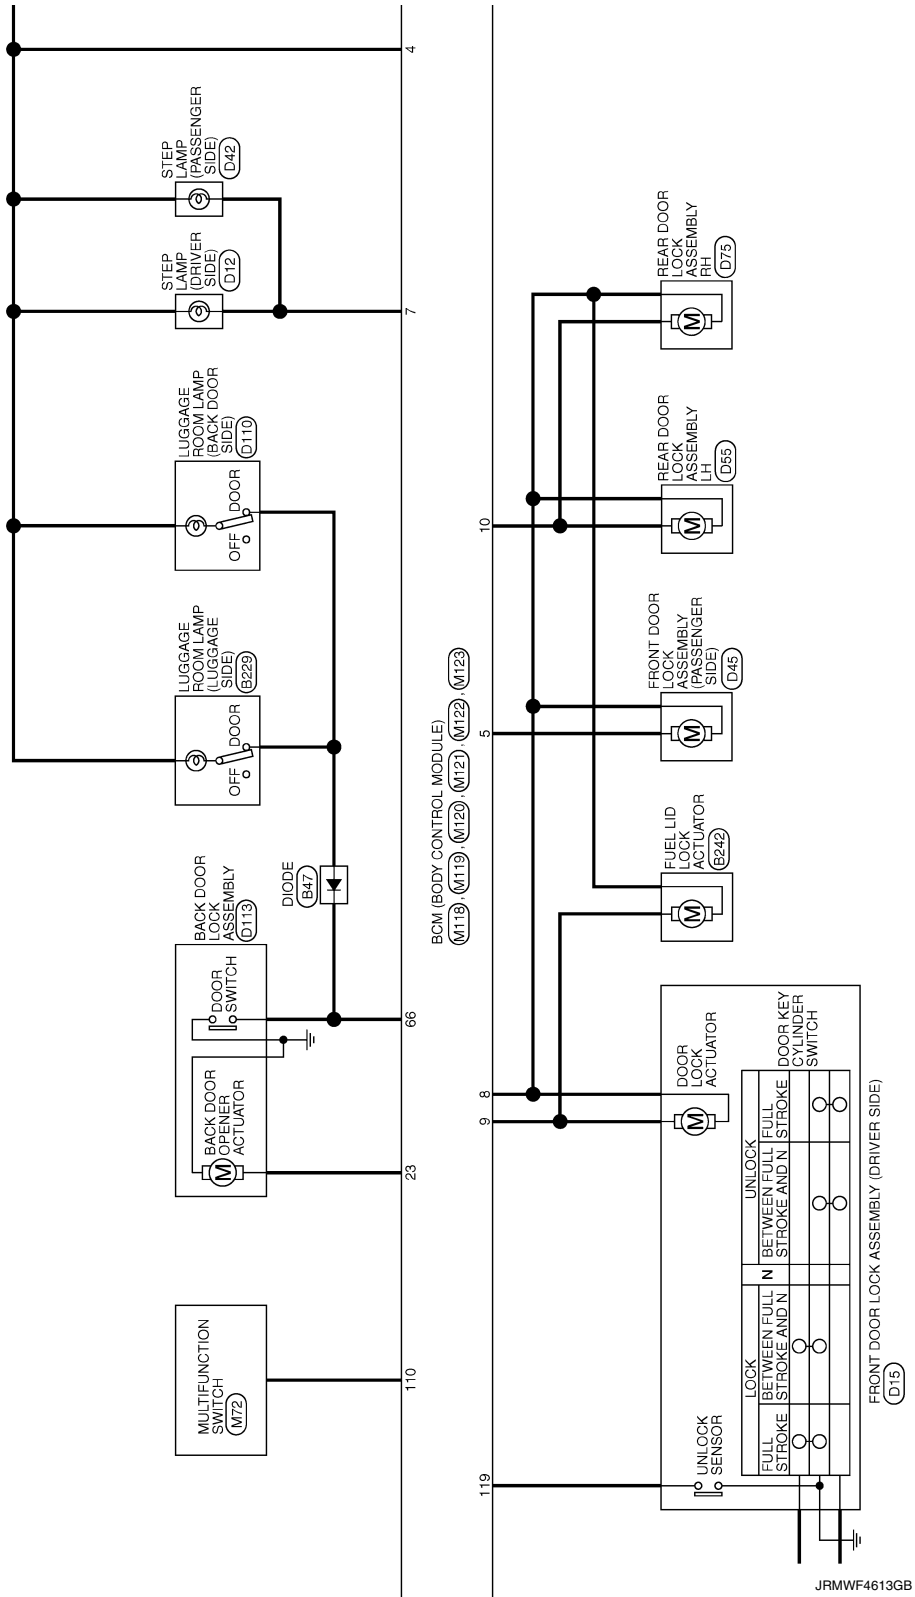 MULTIFUNCTION
SWITCH
M72
110
BACK DOOR
LOCK
ASSEMBLY
D113
BACK DOOR
OPENER
ACTUATOR
M
DOOR
SWITCH
23
66
DIODE
B47
LUGGAGE
ROOM LAMP
(LUGGAGE
SIDE)
B229
OFF
DOOR
LUGGAGE
ROOM LAMP
(BACK DOOR
SIDE)
D110
OFF
DOOR
STEP
LAMP
(DRIVER
SIDE)
D12
STEP
LAMP
(PASSENGER
SIDE)
D42
7
4
BCM (BODY CONTROL MODULE)
M118 , M119 , M120 , M121 , M122 , M123
119
9
8
5
10
UNLOCK
SENSOR
DOOR
LOCK
ACTUATOR
M
LOCK
N
UNLOCK
FULL
STROKE
BETWEEN FULL
STROKE AND N
BETWEEN FULL
STROKE AND N
FULL
STROKE
DOOR KEY
CYLINDER
SWITCH
FRONT DOOR LOCK ASSEMBLY (DRIVER SIDE)
D15
FUEL LID
LOCK
ACTUATOR
B242
M
FRONT DOOR
LOCK
ASSEMBLY
(PASSENGER
SIDE)
D45
M
REAR DOOR
LOCK
ASSEMBLY
LH
D55
M
REAR DOOR
LOCK
ASSEMBLY
RH
D75
M
JRMWF4613GB